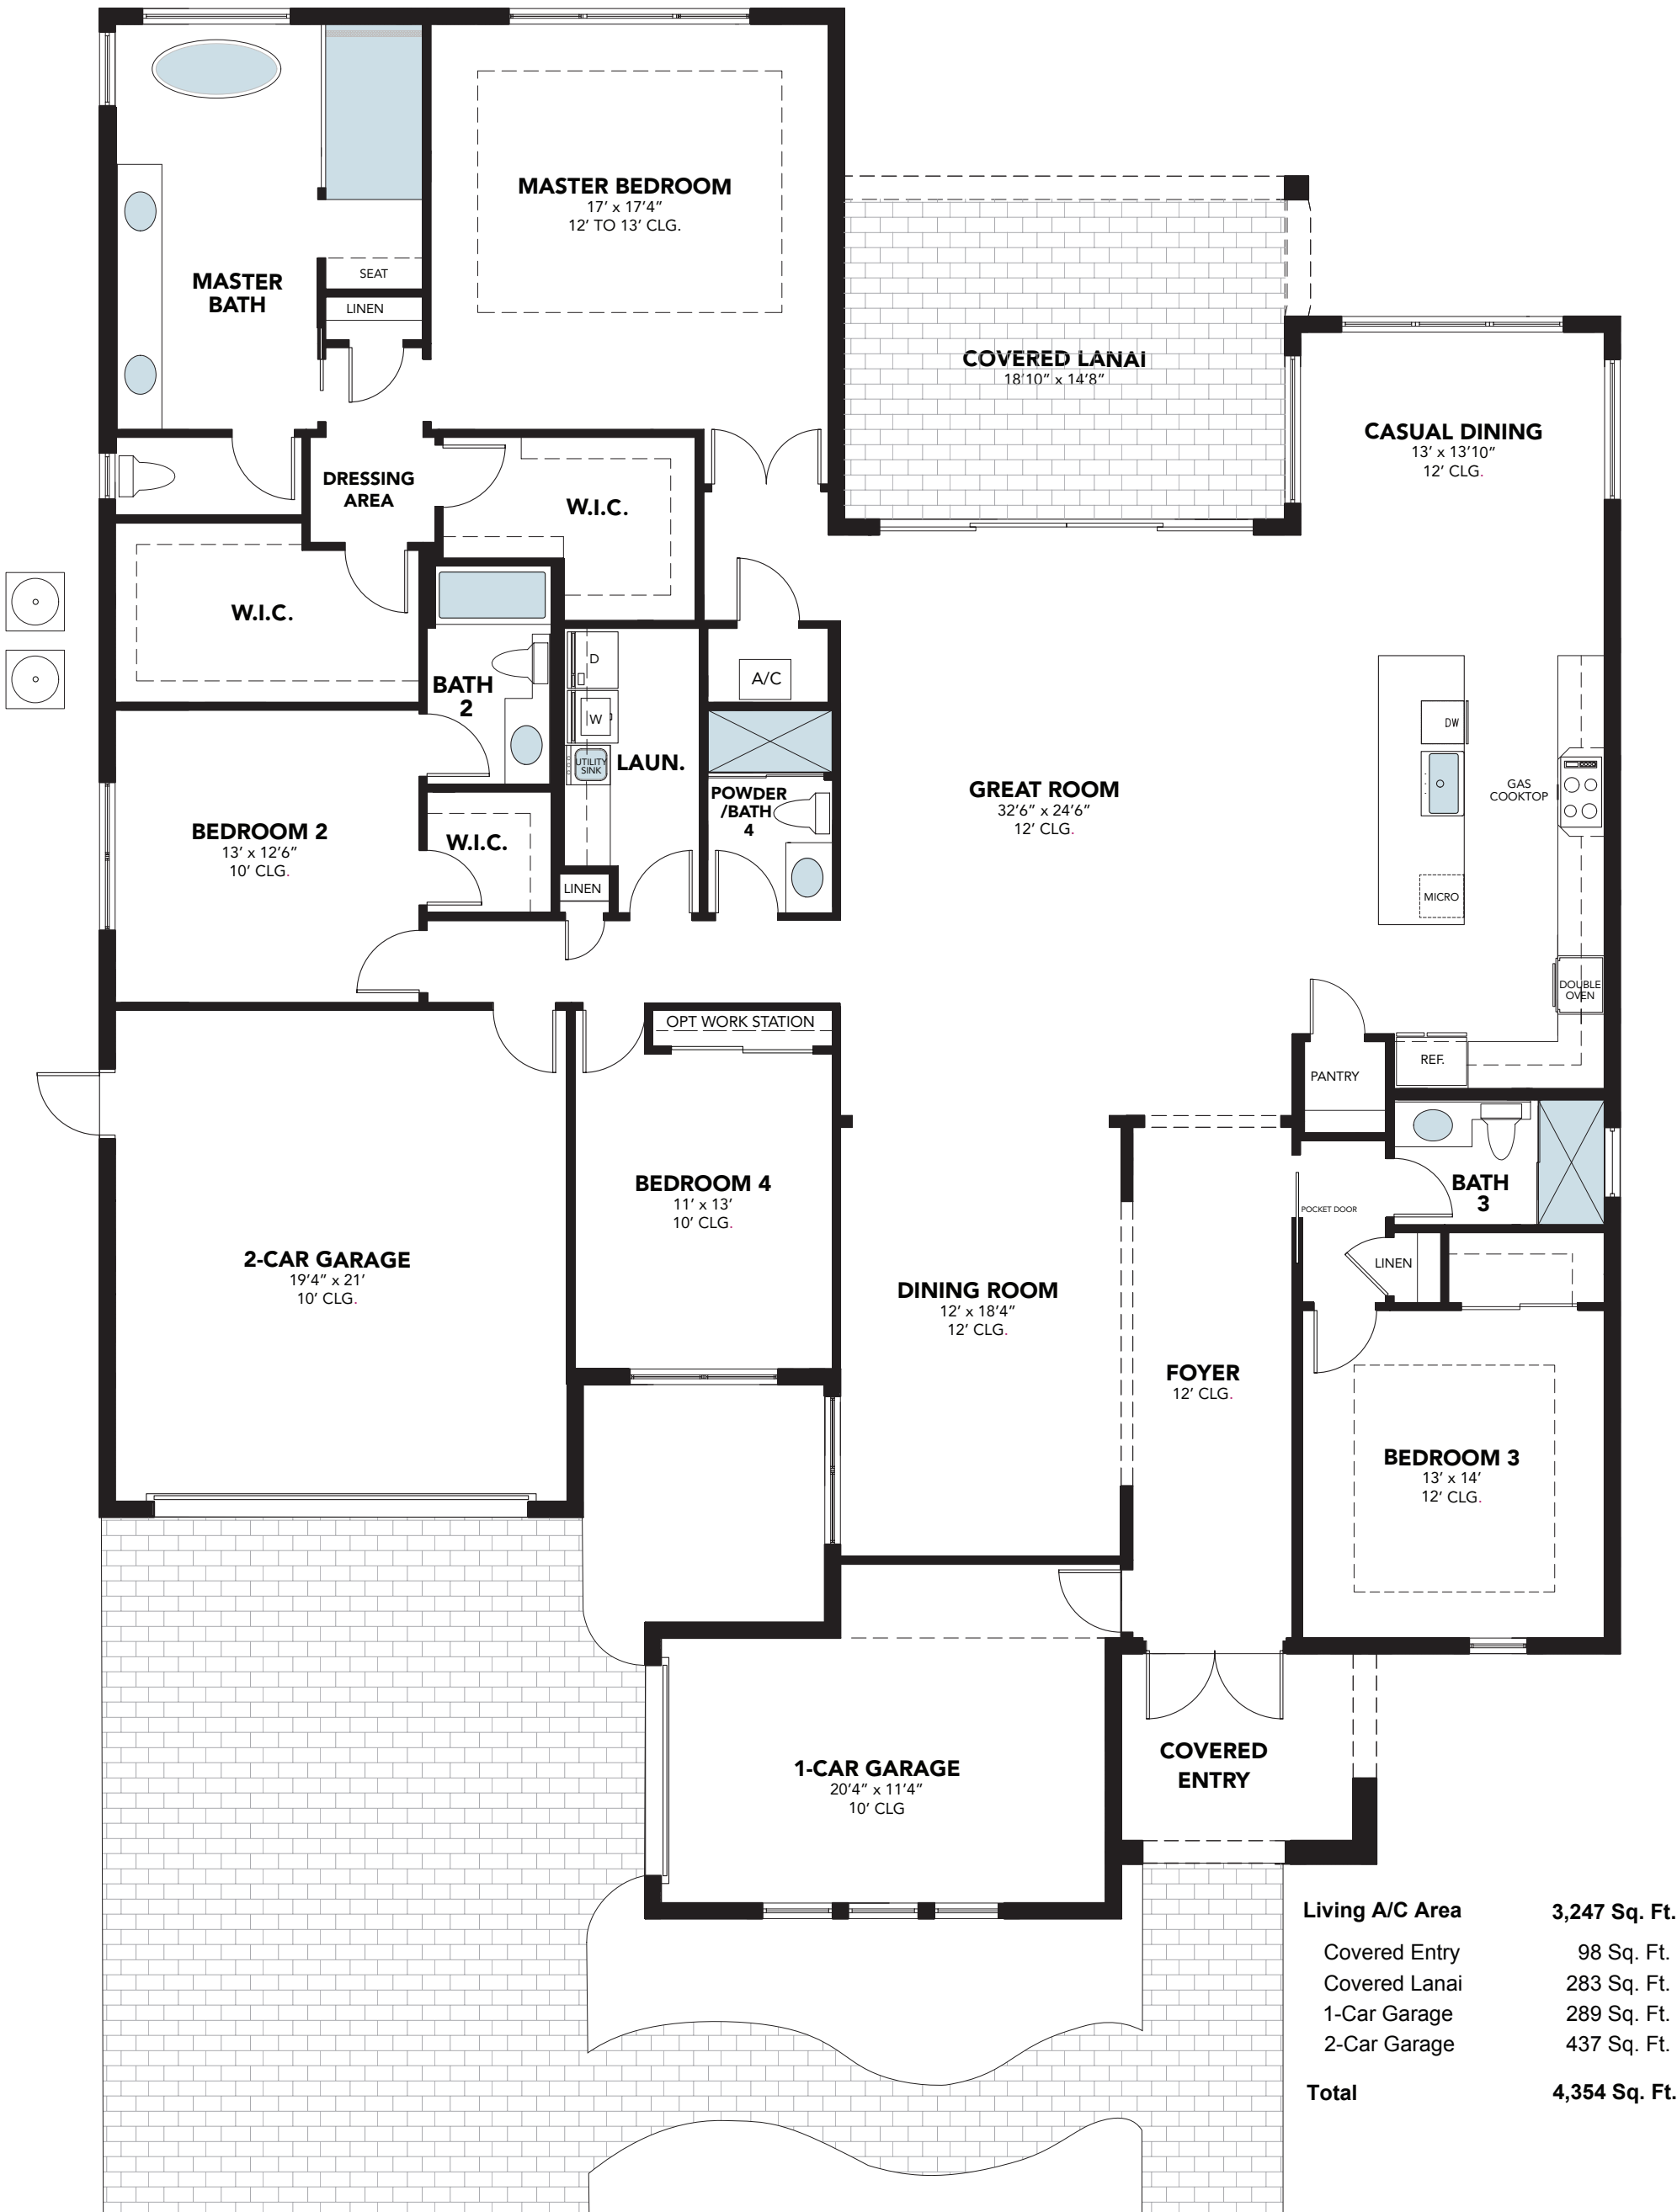 MASTER BEDROOM
17’ x 17’4”
12’ TO 13’ CLG.
MASTER
BATH
SEAT
LINEN
COVERED LANAI
18’10” x 14’8”
CASUAL DINING
13’ x 13’10”
12’ CLG.
DRESSING
AREA
W.I.C.
W.I.C.
BATH
2
D
W
UTILITY
SINK
LAUN.
A/C
POWDER
/BATH
4
GREAT ROOM
32’6” x 24’6”
12’ CLG.
DW
GAS
COOKTOP
MICRO
DOUBLE
OVEN
REF.
PANTRY
BEDROOM 2
13’ x 12’6”
10’ CLG.
W.I.C.
LINEN
OPT WORK STATION
BEDROOM 4
11’ x 13’
10’ CLG.
BATH
3
POCKET DOOR
LINEN
2-CAR GARAGE
19’4” x 21’
10’ CLG.
DINING ROOM
12’ x 18’4”
12’ CLG.
FOYER
12’ CLG.
BEDROOM 3
13’ x 14’
12’ CLG.
1-CAR GARAGE
20’4” x 11’4”
10’ CLG
COVERED
ENTRY
Living A/C Area 3,247 Sq. Ft.
Covered Entry 98 Sq. Ft.
Covered Lanai 283 Sq. Ft.
1-Car Garage 289 Sq. Ft.
2-Car Garage 437 Sq. Ft.
Total 4,354 Sq. Ft.